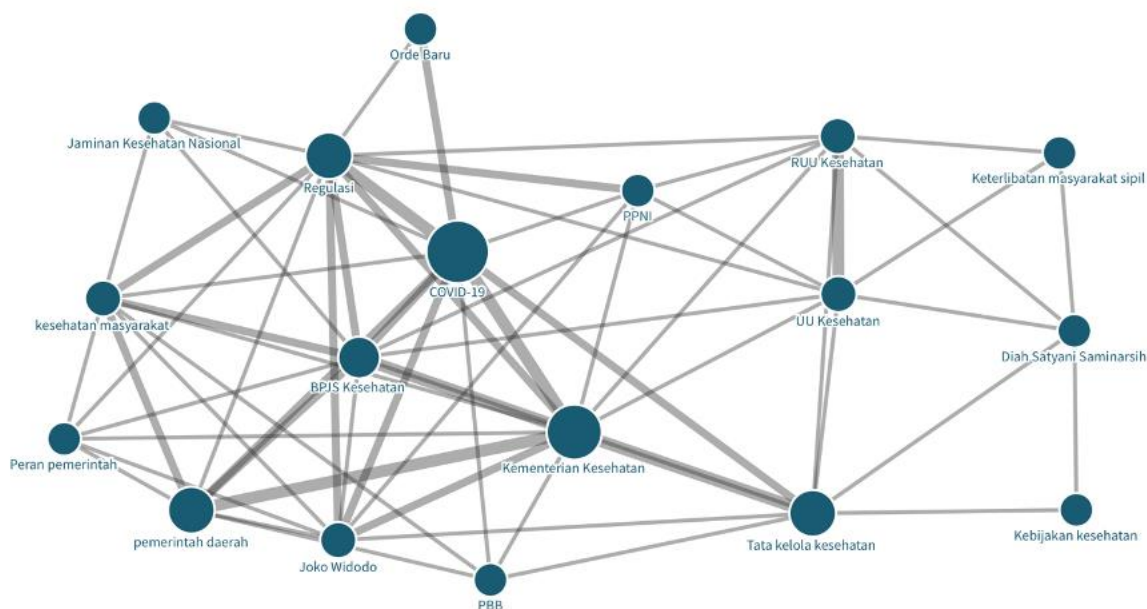 Orde Baru
Jaminan Kesehatan Nasional
RUU Kesehatan
Keterlibatan masyarakat sipil
Regulasi
PPNI
COVID-19
kesehatan masyarakat
UU Kesehatan
Diah Satyani Saminarsih
BPJS Kesehatan
Peran pemerintah
Kementerian Kesehatan
pemerintah daerah
Tata kelola kesehatan
Kebijakan kesehatan
Joko Widodo
PBB